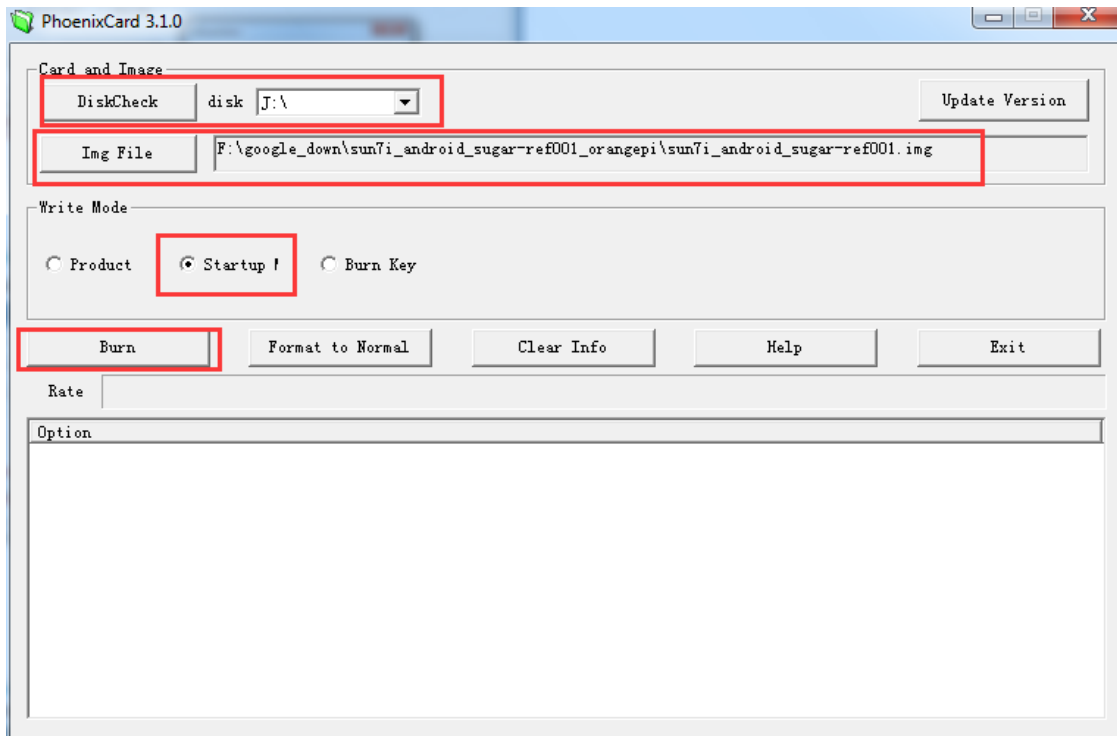 PhoenixCard 3.1.0
Card and Image
DiskCheck disk J:\ Update Version
Img File F:\google_down\sun7i_android_sugar-ref001_orangepi\sun7i_android_sugar-ref001.img
Write Mode
Product Startup Burn Key
Burn Format to Normal Clear Info Help Exit
Rate
Option